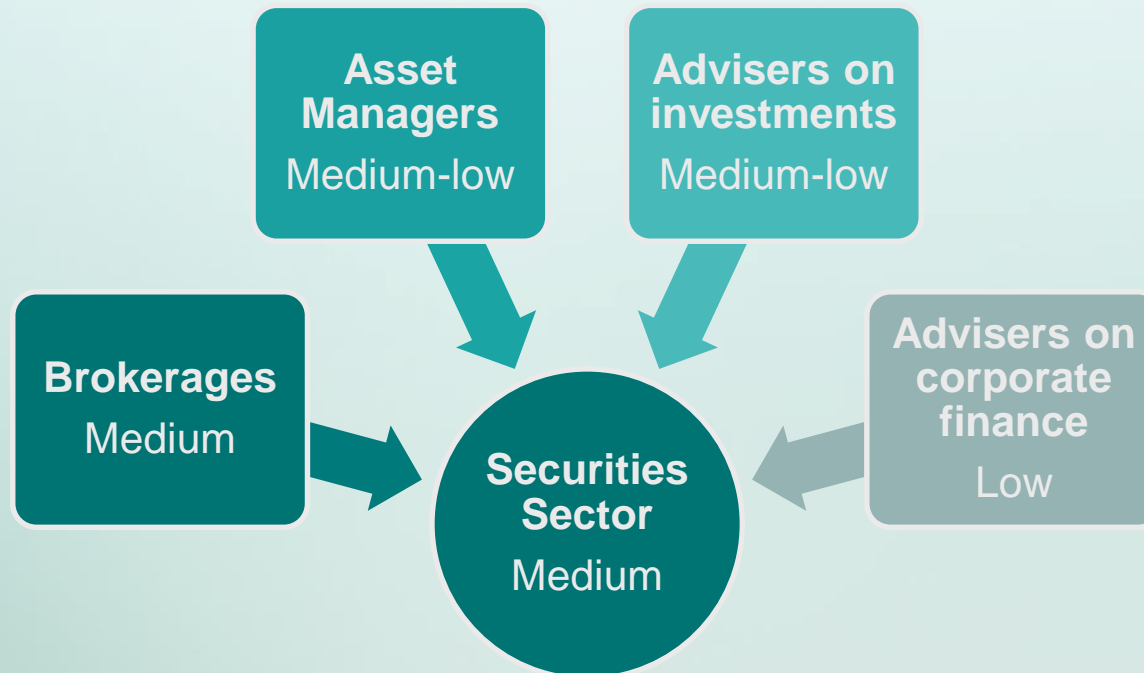 Asset
Managers
Medium-low
Advisers on
investments
Medium-low
Brokerages
Medium
Advisers on
corporate
finance
Low
Securities
Sector
Medium